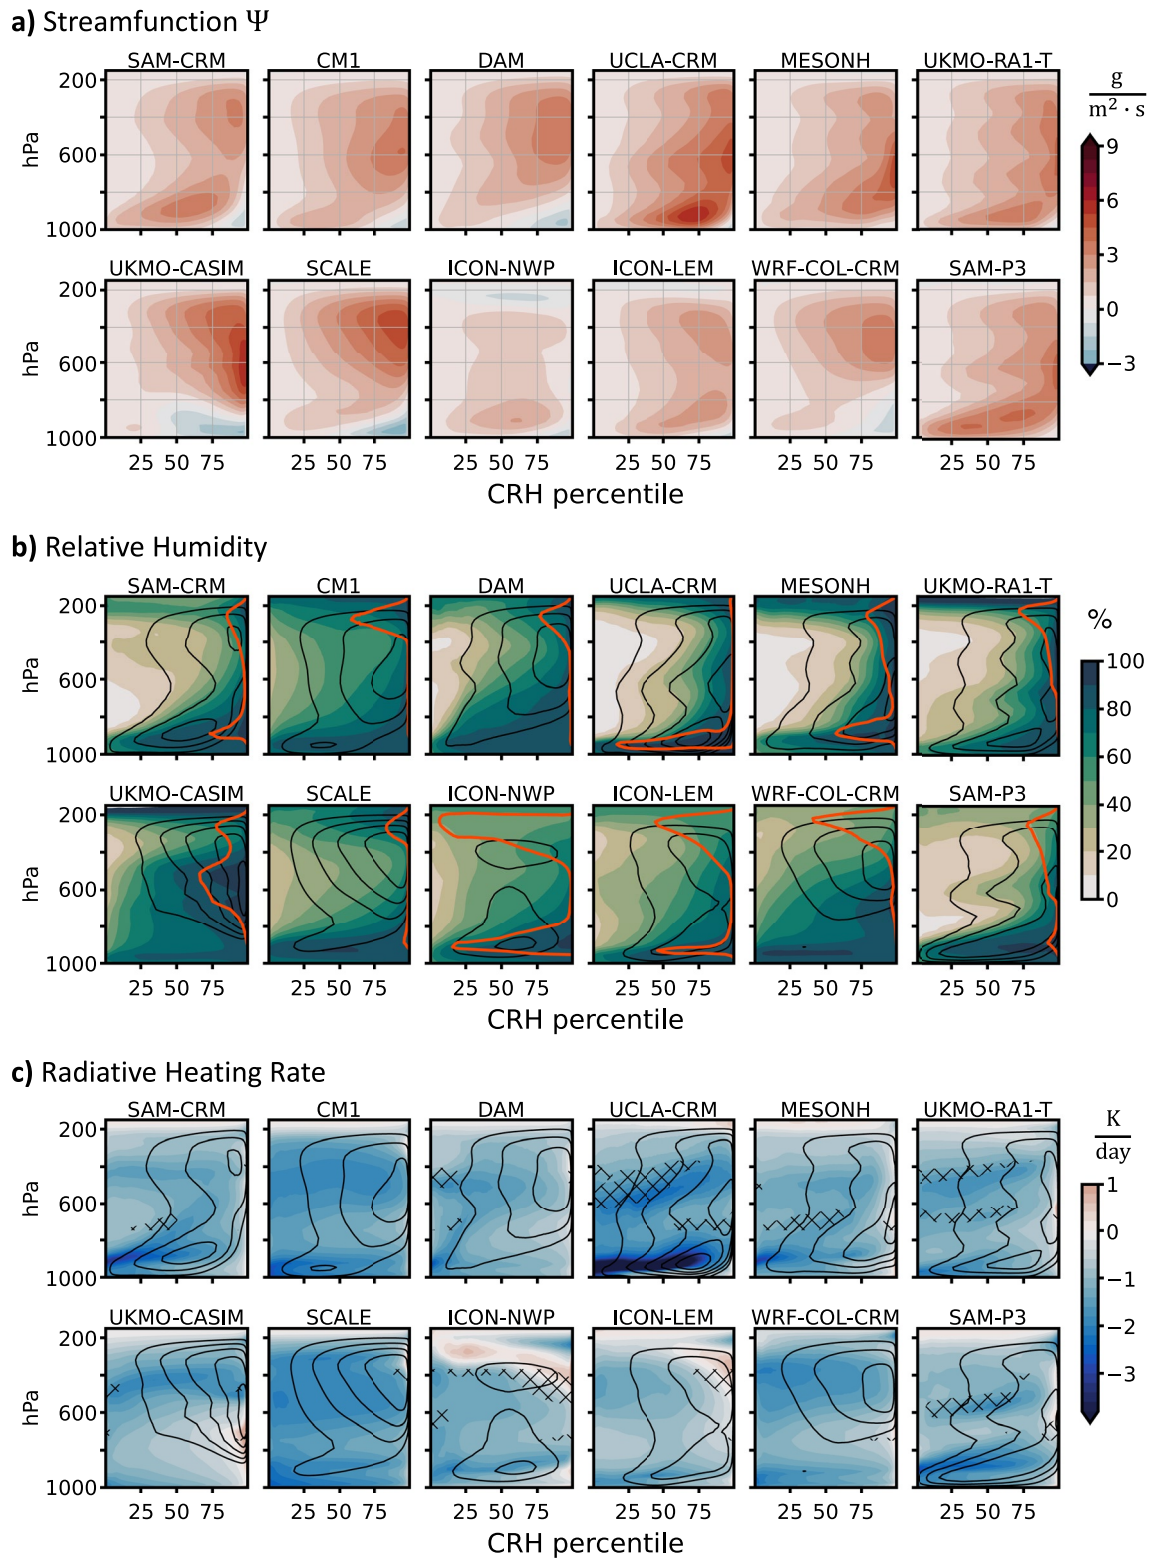 a) Streamfunction Ψ
SAM-CRM CM1 DAM UCLA-CRM MESONH UKMO-RA1-T
200
600
1000
hPa
g
m² · s
9
6
3
0
−3
UKMO-CASIM SCALE ICON-NWP ICON-LEM WRF-COL-CRM SAM-P3
200
600
1000
hPa
25 50 75 25 50 75 25 50 75 25 50 75 25 50 75 25 50 75
CRH percentile
b) Relative Humidity
SAM-CRM CM1 DAM UCLA-CRM MESONH UKMO-RA1-T
200
600
1000
hPa
%
100
80
60
40
20
0
UKMO-CASIM SCALE ICON-NWP ICON-LEM WRF-COL-CRM SAM-P3
200
600
1000
hPa
25 50 75 25 50 75 25 50 75 25 50 75 25 50 75 25 50 75
CRH percentile
c) Radiative Heating Rate
SAM-CRM CM1 DAM UCLA-CRM MESONH UKMO-RA1-T
200
600
1000
hPa
K
day
1
0
−1
−2
−3
UKMO-CASIM SCALE ICON-NWP ICON-LEM WRF-COL-CRM SAM-P3
200
600
1000
hPa
25 50 75 25 50 75 25 50 75 25 50 75 25 50 75 25 50 75
CRH percentile